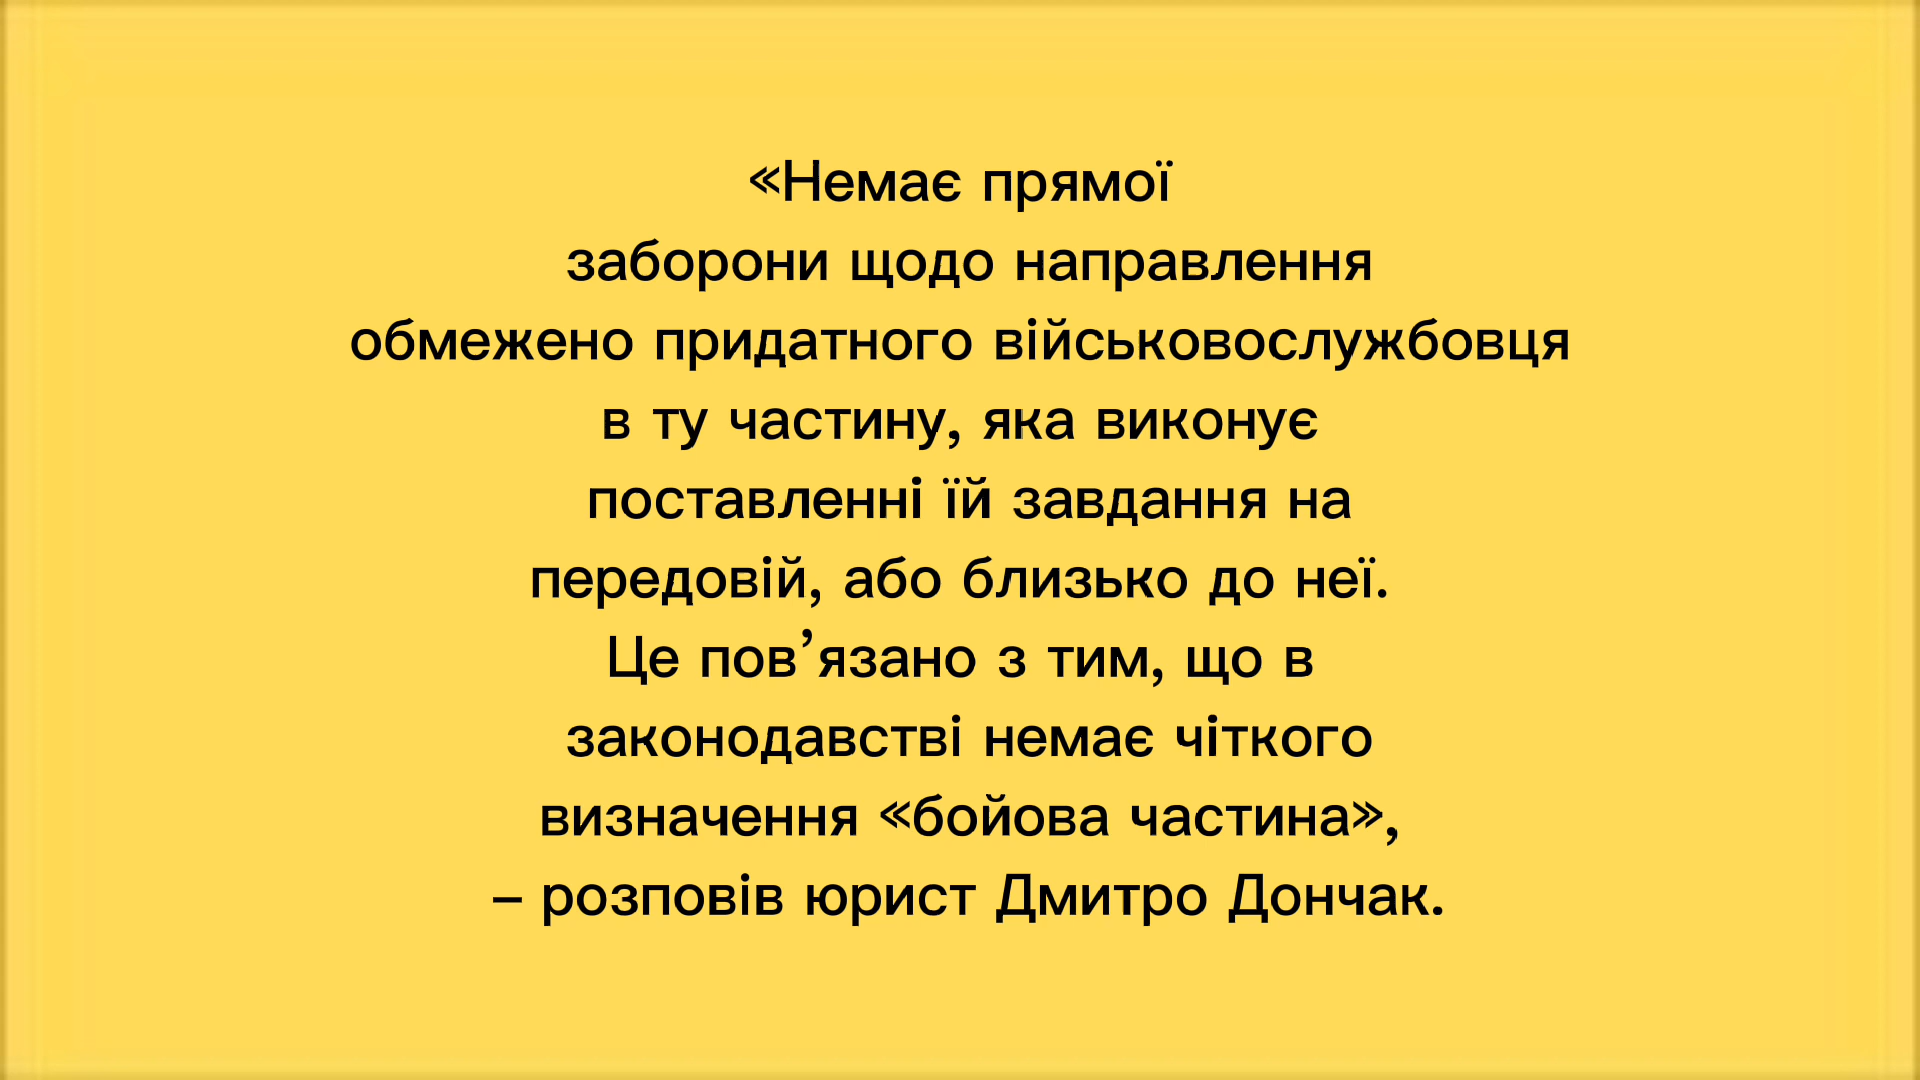 «Немає прямої
заборони щодо направлення
обмежено придатного військовослужбовця
в ту частину, яка виконує
поставленні їй завдання на
передовій, або близько до неї.
Це пов’язано з тим, що в
законодавстві немає чіткого
визначення «бойова частина»,
– розповів юрист Дмитро Дончак.